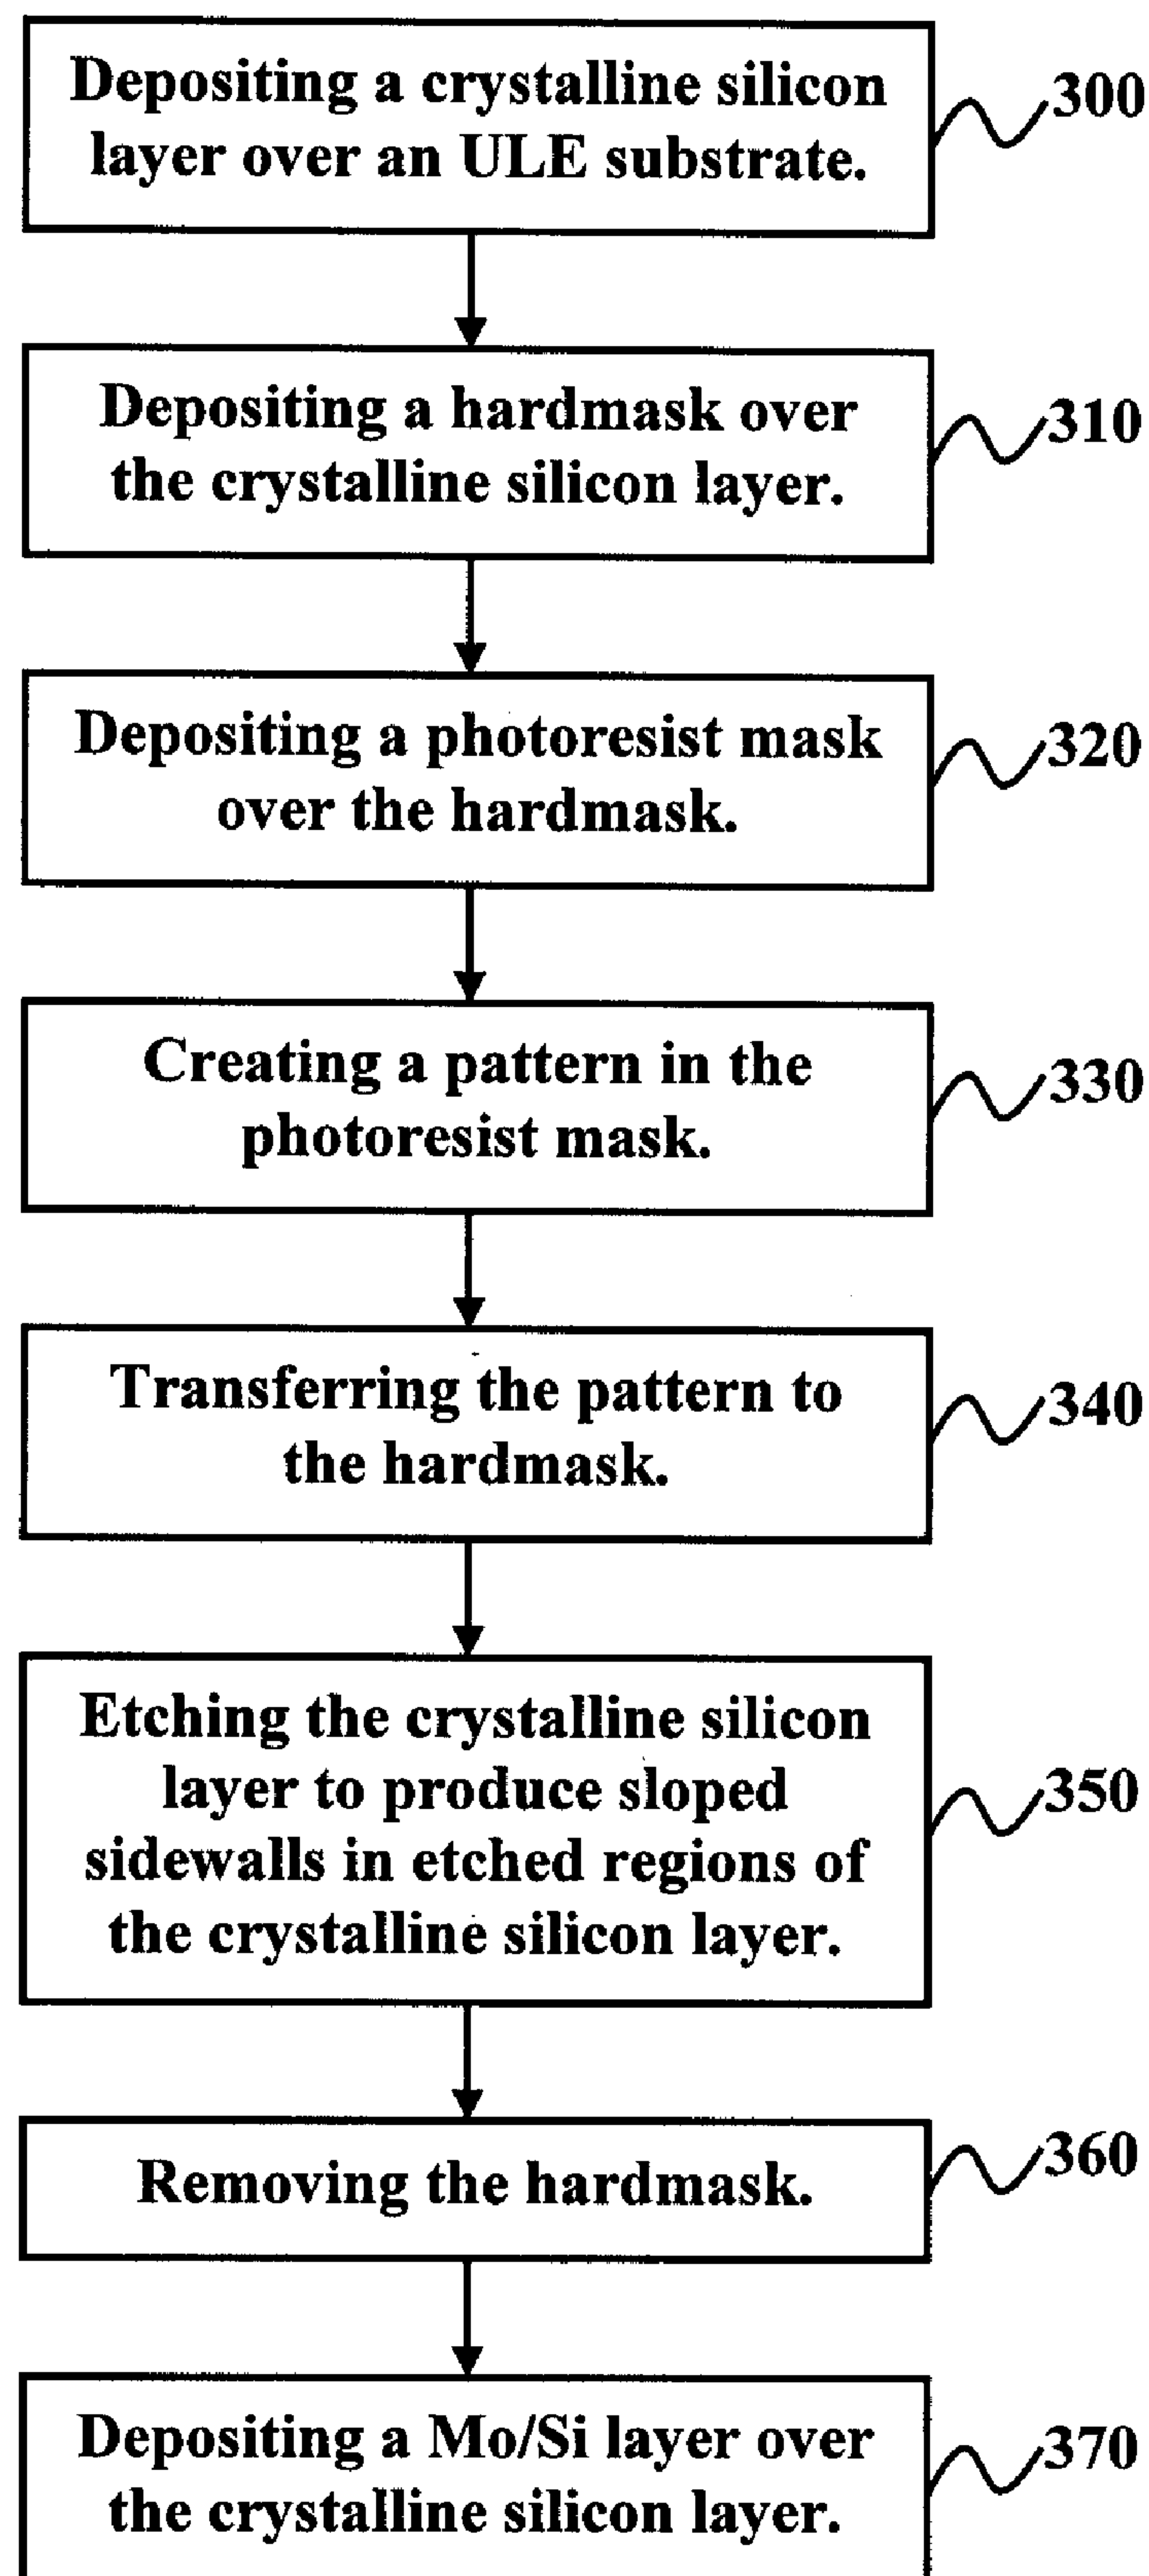 Depositing a crystalline silicon
layer over an ULE substrate.
300
Depositing a hardmask over
the crystalline silicon layer.
310
Depositing a photoresist mask
over the hardmask.
320
Creating a pattern in the
photoresist mask.
330
Transferring the pattern to
the hardmask.
340
Etching the crystalline silicon
layer to produce sloped
sidewalls in etched regions of
the crystalline silicon layer.
350
Removing the hardmask.
360
Depositing a Mo/Si layer over
the crystalline silicon layer.
370